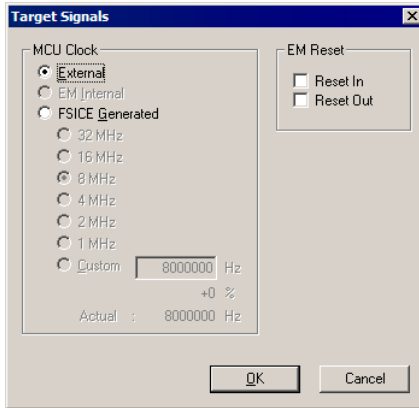 Target Signals
MCU Clock
External
EM Internal
FSICE Generated
32 MHz
16 MHz
8 MHz
4 MHz
2 MHz
1 MHz
Custom 8000000 Hz
+0 %
Actual : 8000000 Hz
EM Reset
Reset In
Reset Out
OK Cancel